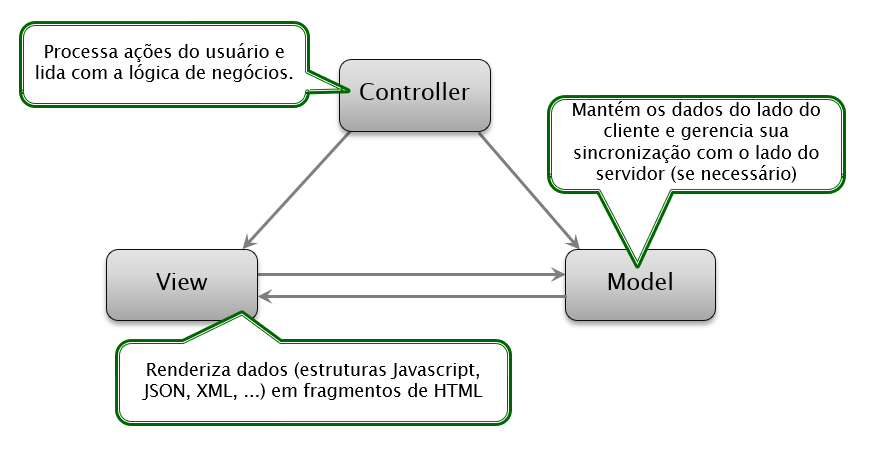 Processa ações do usuário e
lida com a lógica de negócios.
Controller
Mantém os dados do lado do
cliente e gerencia sua
sincronização com o lado do
servidor (se necessário)
View
Model
Renderiza dados (estruturas Javascript,
JSON, XML, ...) em fragmentos de HTML